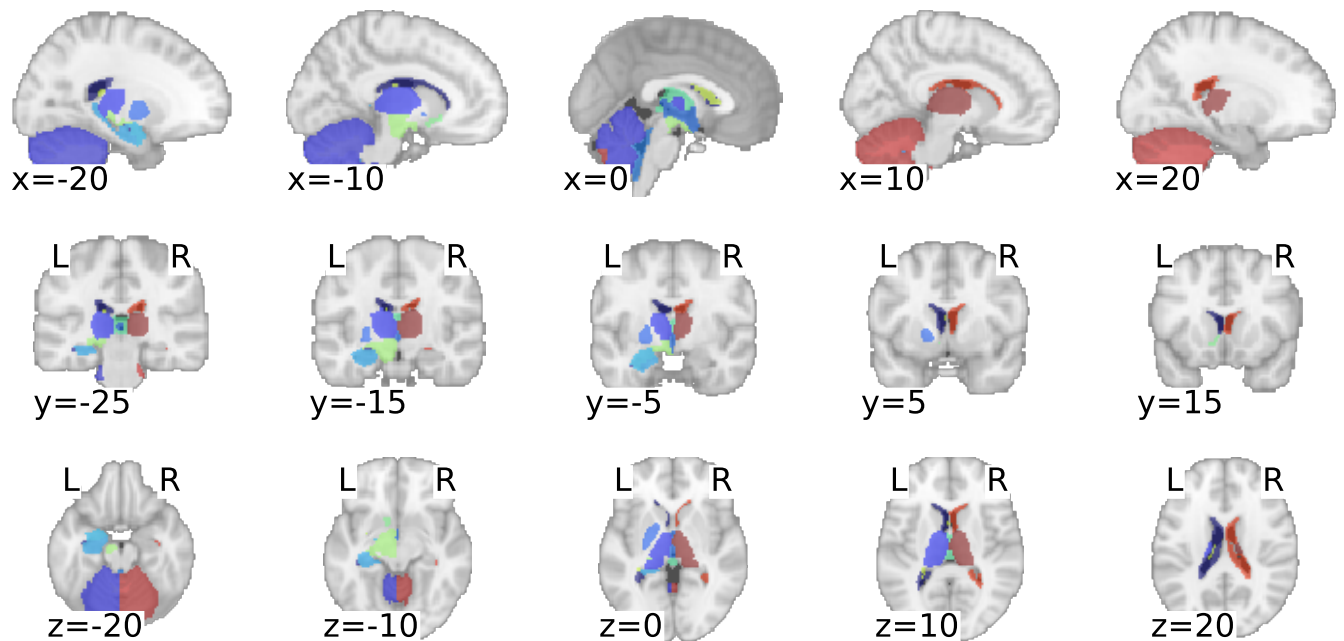 x=-20 x=-10 x=0 x=10 x=20
L R L R L R L R L R
y=-25 y=-15 y=-5 y=5 y=15
L R L R L R L R L R
z=-20 z=-10 z=0 z=10 z=20